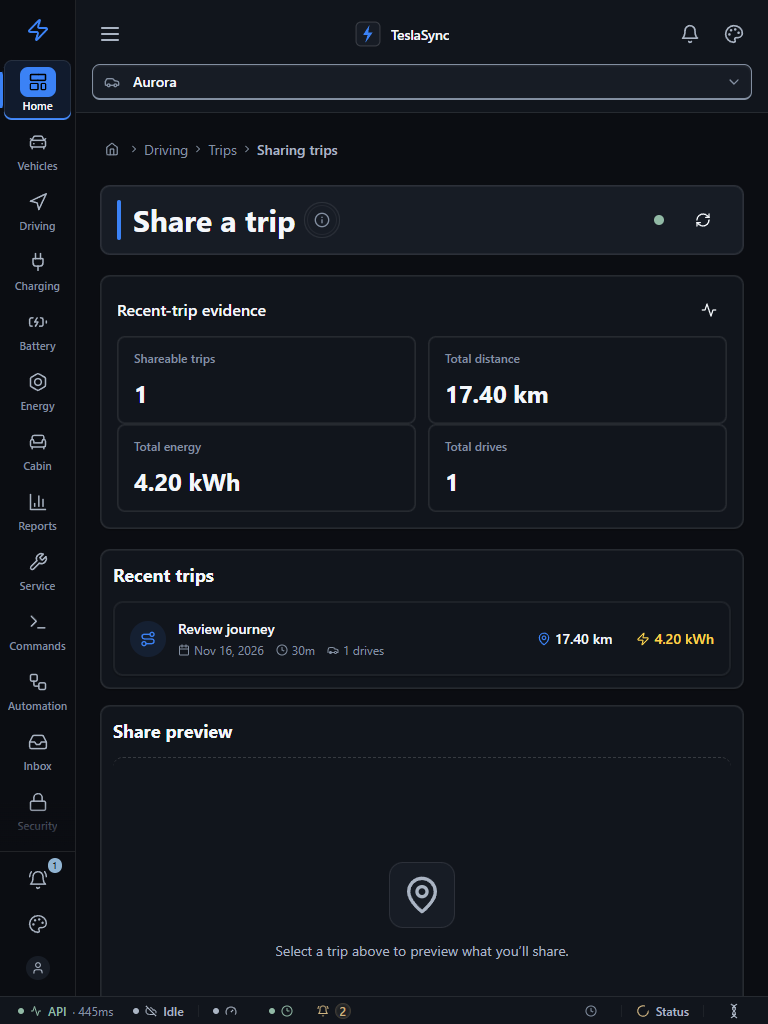 TeslaSync
Aurora
Home
Vehicles
Driving
Charging
Battery
Energy
Cabin
Reports
Service
Commands
Automation
Inbox
Security
1
Driving > Trips > Sharing trips
Share a trip
Recent-trip evidence
Shareable trips
1
Total distance
17.40 km
Total energy
4.20 kWh
Total drives
1
Recent trips
Review journey
Nov 16, 2026 30m 1 drives
17.40 km 4.20 kWh
Share preview
Select a trip above to preview what you’ll share.
API · 445ms Idle 2 Status